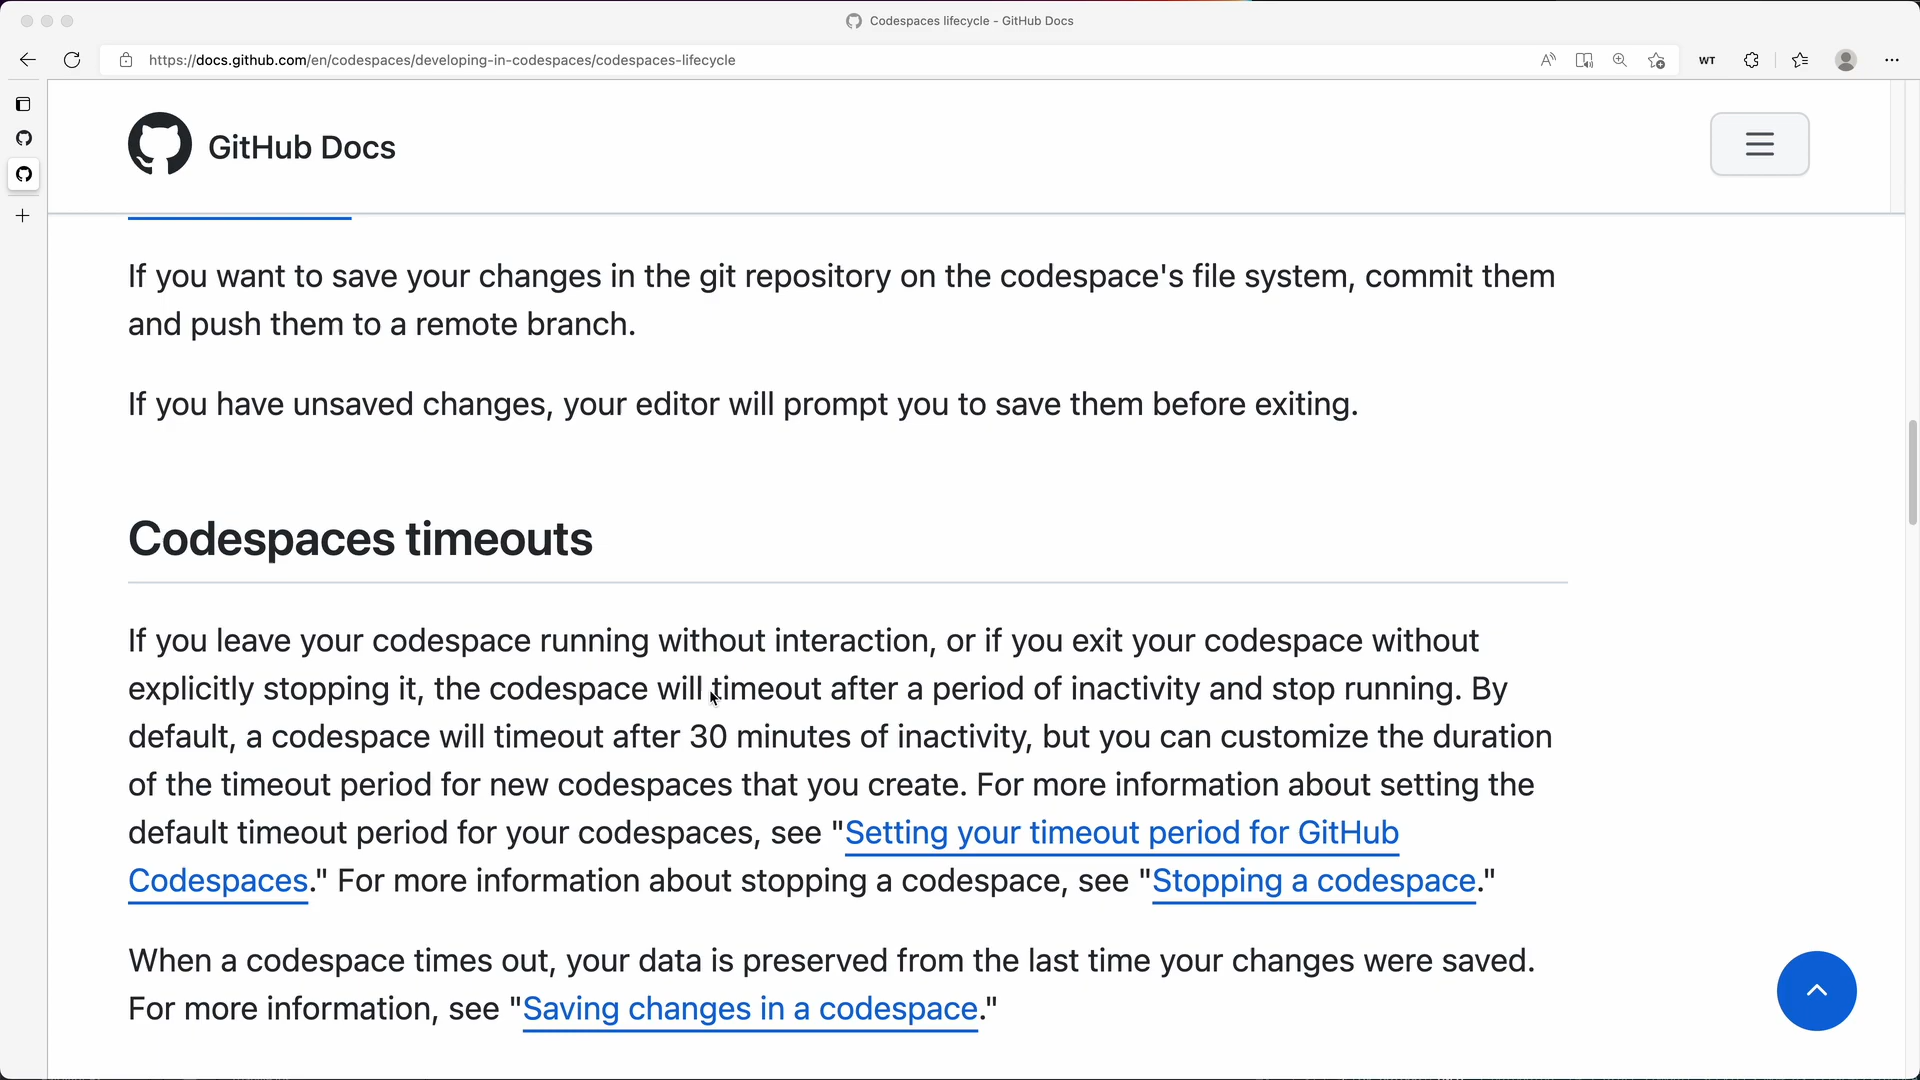 Codespaces lifecycle - GitHub Docs
https://docs.github.com/en/codespaces/developing-in-codespaces/codespaces-lifecycle
WT
GitHub Docs
If you want to save your changes in the git repository on the codespace's file system, commit them
and push them to a remote branch.
If you have unsaved changes, your editor will prompt you to save them before exiting.
Codespaces timeouts
If you leave your codespace running without interaction, or if you exit your codespace without
explicitly stopping it, the codespace will timeout after a period of inactivity and stop running. By
default, a codespace will timeout after 30 minutes of inactivity, but you can customize the duration
of the timeout period for new codespaces that you create. For more information about setting the
default timeout period for your codespaces, see "Setting your timeout period for GitHub
Codespaces." For more information about stopping a codespace, see "Stopping a codespace."
When a codespace times out, your data is preserved from the last time your changes were saved.
For more information, see "Saving changes in a codespace."